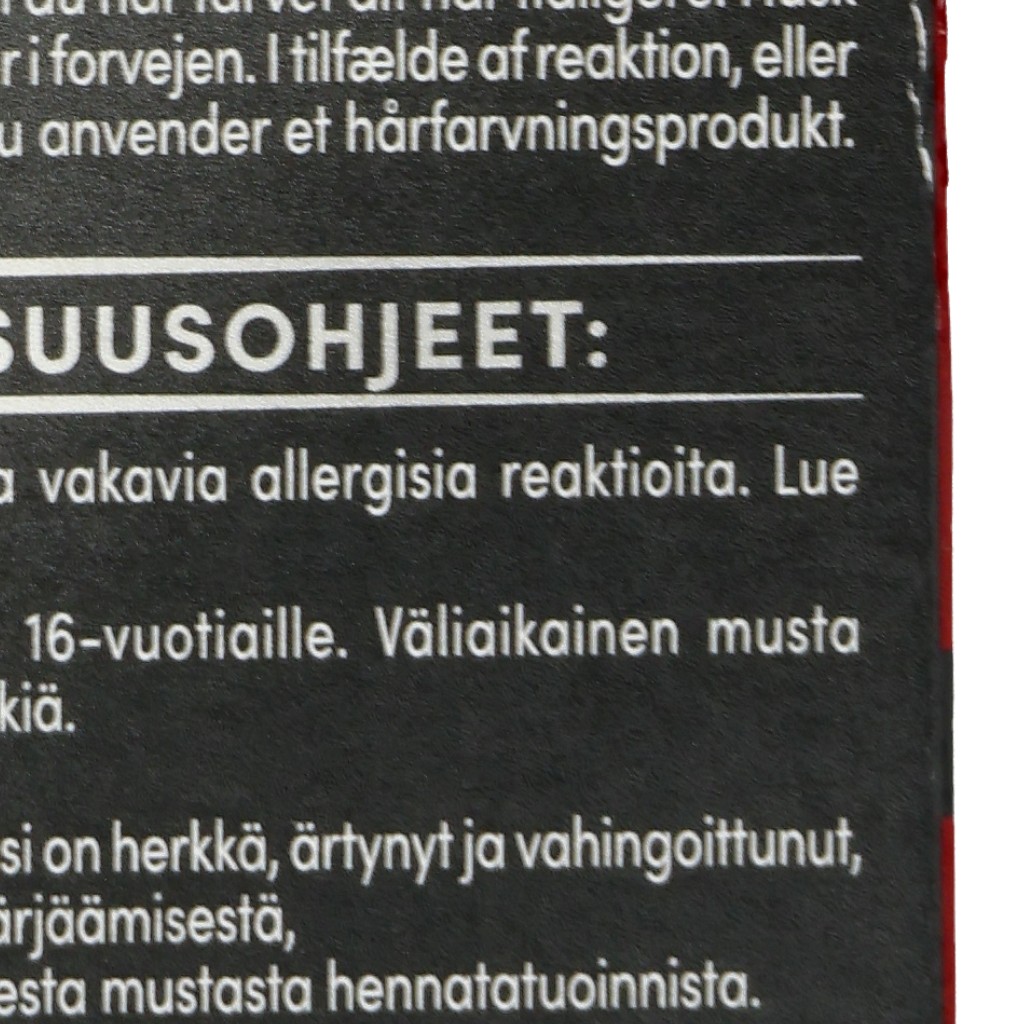 i forvejen. I tilfælde af reaktion, eller
anvender et hårfarvningsprodukt.
SUUSOHJEET:
vakavia allergisia reaktioita. Lue
16-vuotiaille. Väliaikainen musta
kiä.
si on herkkä, ärtynyt ja vahingoittunut,
ärjäämisestä,
esta mustasta hennatatuoinnista.